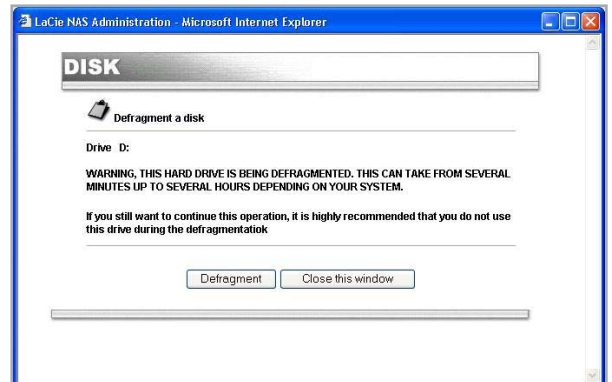 LaCie NAS Administration - Microsoft Internet Explorer
DISK
Defragment a disk
Drive D:
WARNING, THIS HARD DRIVE IS BEING DEFRAGMENTED. THIS CAN TAKE FROM SEVERAL
MINUTES UP TO SEVERAL HOURS DEPENDING ON YOUR SYSTEM.
If you still want to continue this operation, it is highly recommended that you do not use
this drive during the defragmentatiok
Defragment Close this window